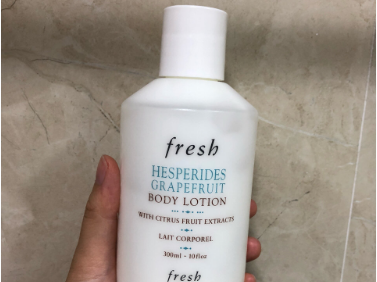 fresh
HESPERIDES
GRAPEFRUIT
BODY LOTION
WITH CITRUS FRUIT EXTRACTS
LAIT CORPOREL
300ml - 10floz
fresh